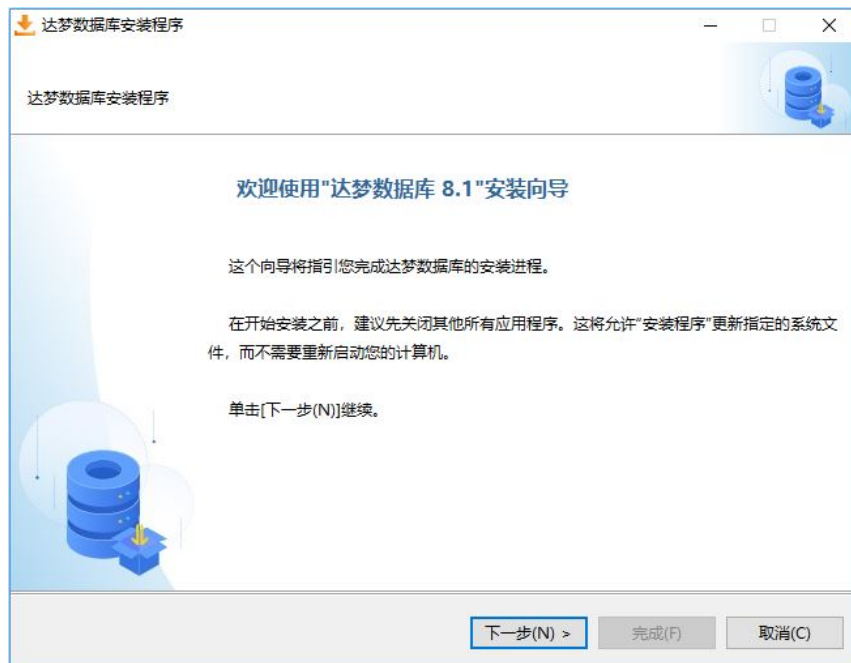 达梦数据库安装程序
达梦数据库安装程序
欢迎使用"达梦数据库 8.1"安装向导
这个向导将指引您完成达梦数据库的安装进程。
在开始安装之前，建议先关闭其他所有应用程序。这将允许“安装程序”更新指定的系统文
件，而不需要重新启动您的计算机。
单击[下一步(N)]继续。
下一步(N) > 完成(F) 取消(C)